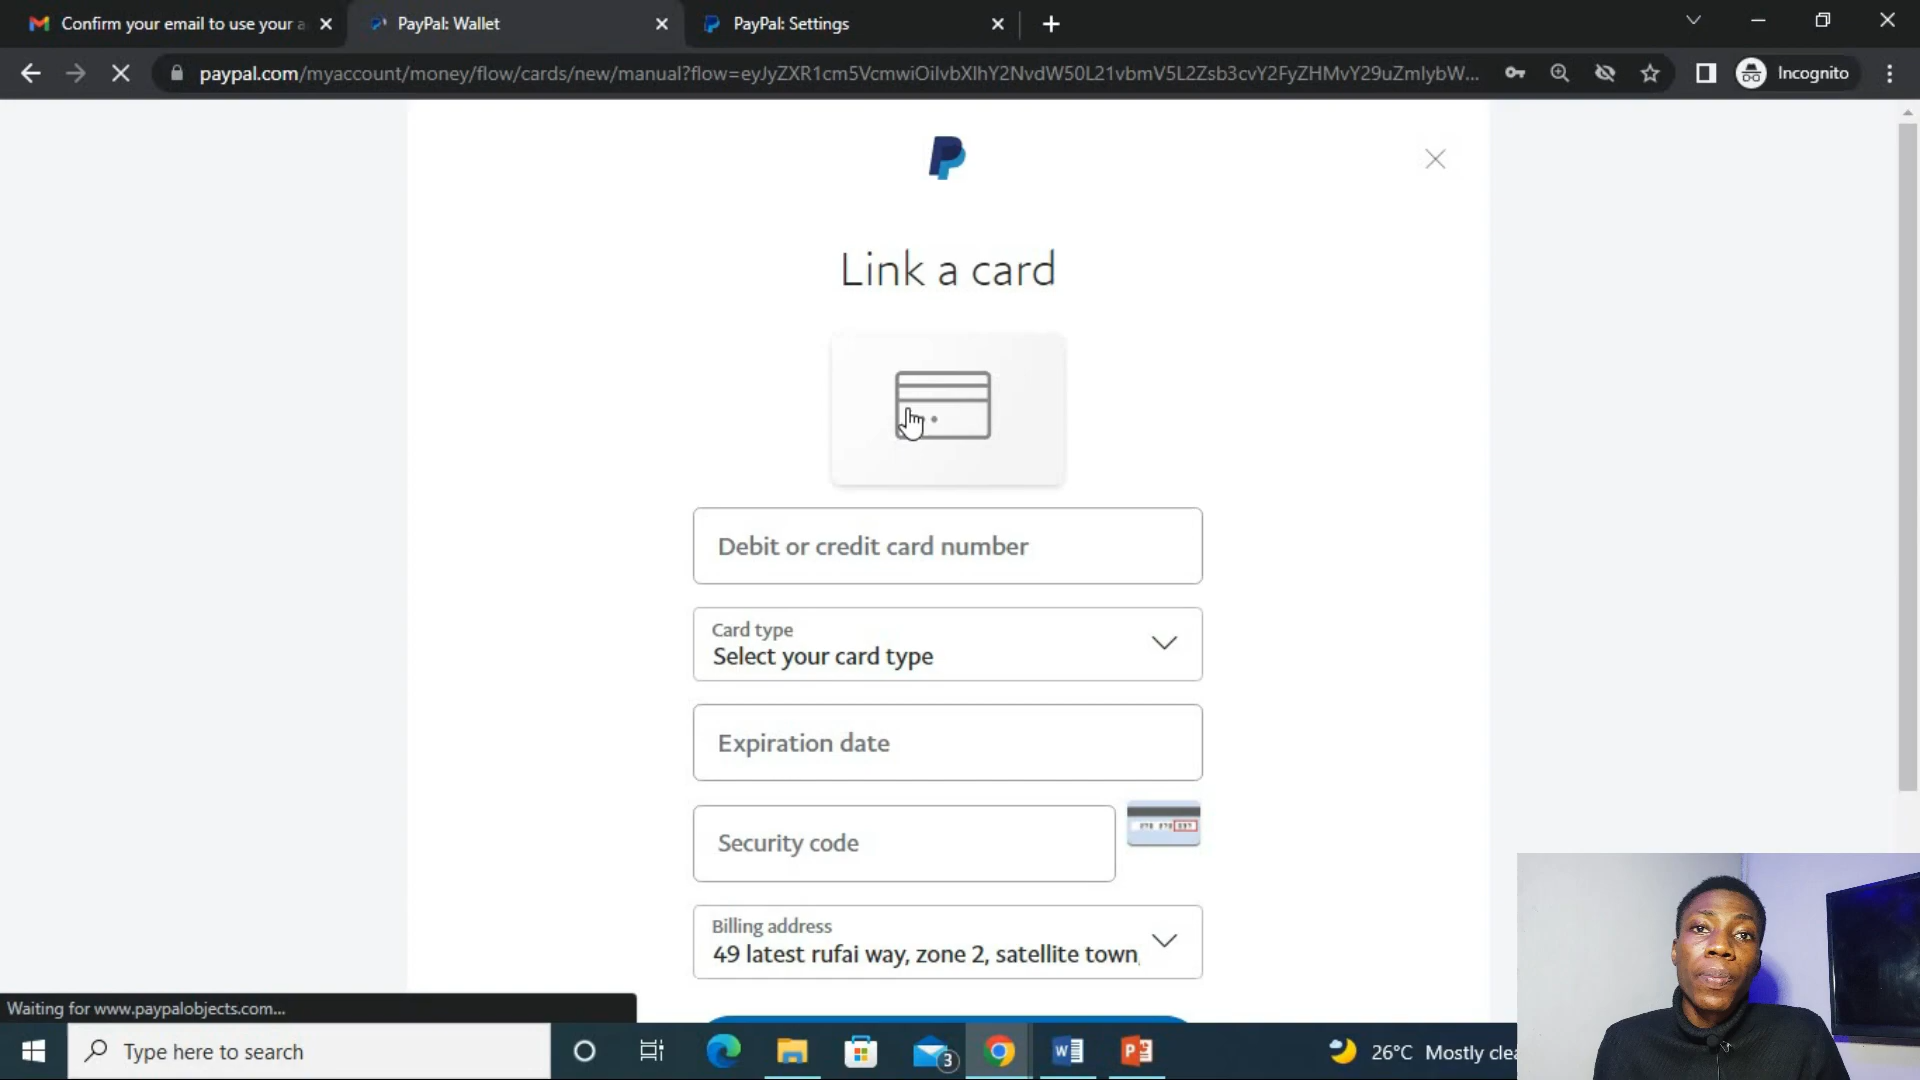 Confirm your email to use your a
PayPal: Wallet
PayPal: Settings
paypal.com/myaccount/money/flow/cards/new/manual?flow=eyJyZXR1cm5VcmwiOiIvbXlhY2NvdW50L21vbmV5L2Zsb3cvY2FyZHMvY29uZmlybW...
Incognito
Link a card
Debit or credit card number
Card type
Select your card type
Expiration date
Security code
Billing address
49 latest rufai way, zone 2, satellite town,
Waiting for www.paypalobjects.com...
Type here to search
3
26°C Mostly clea